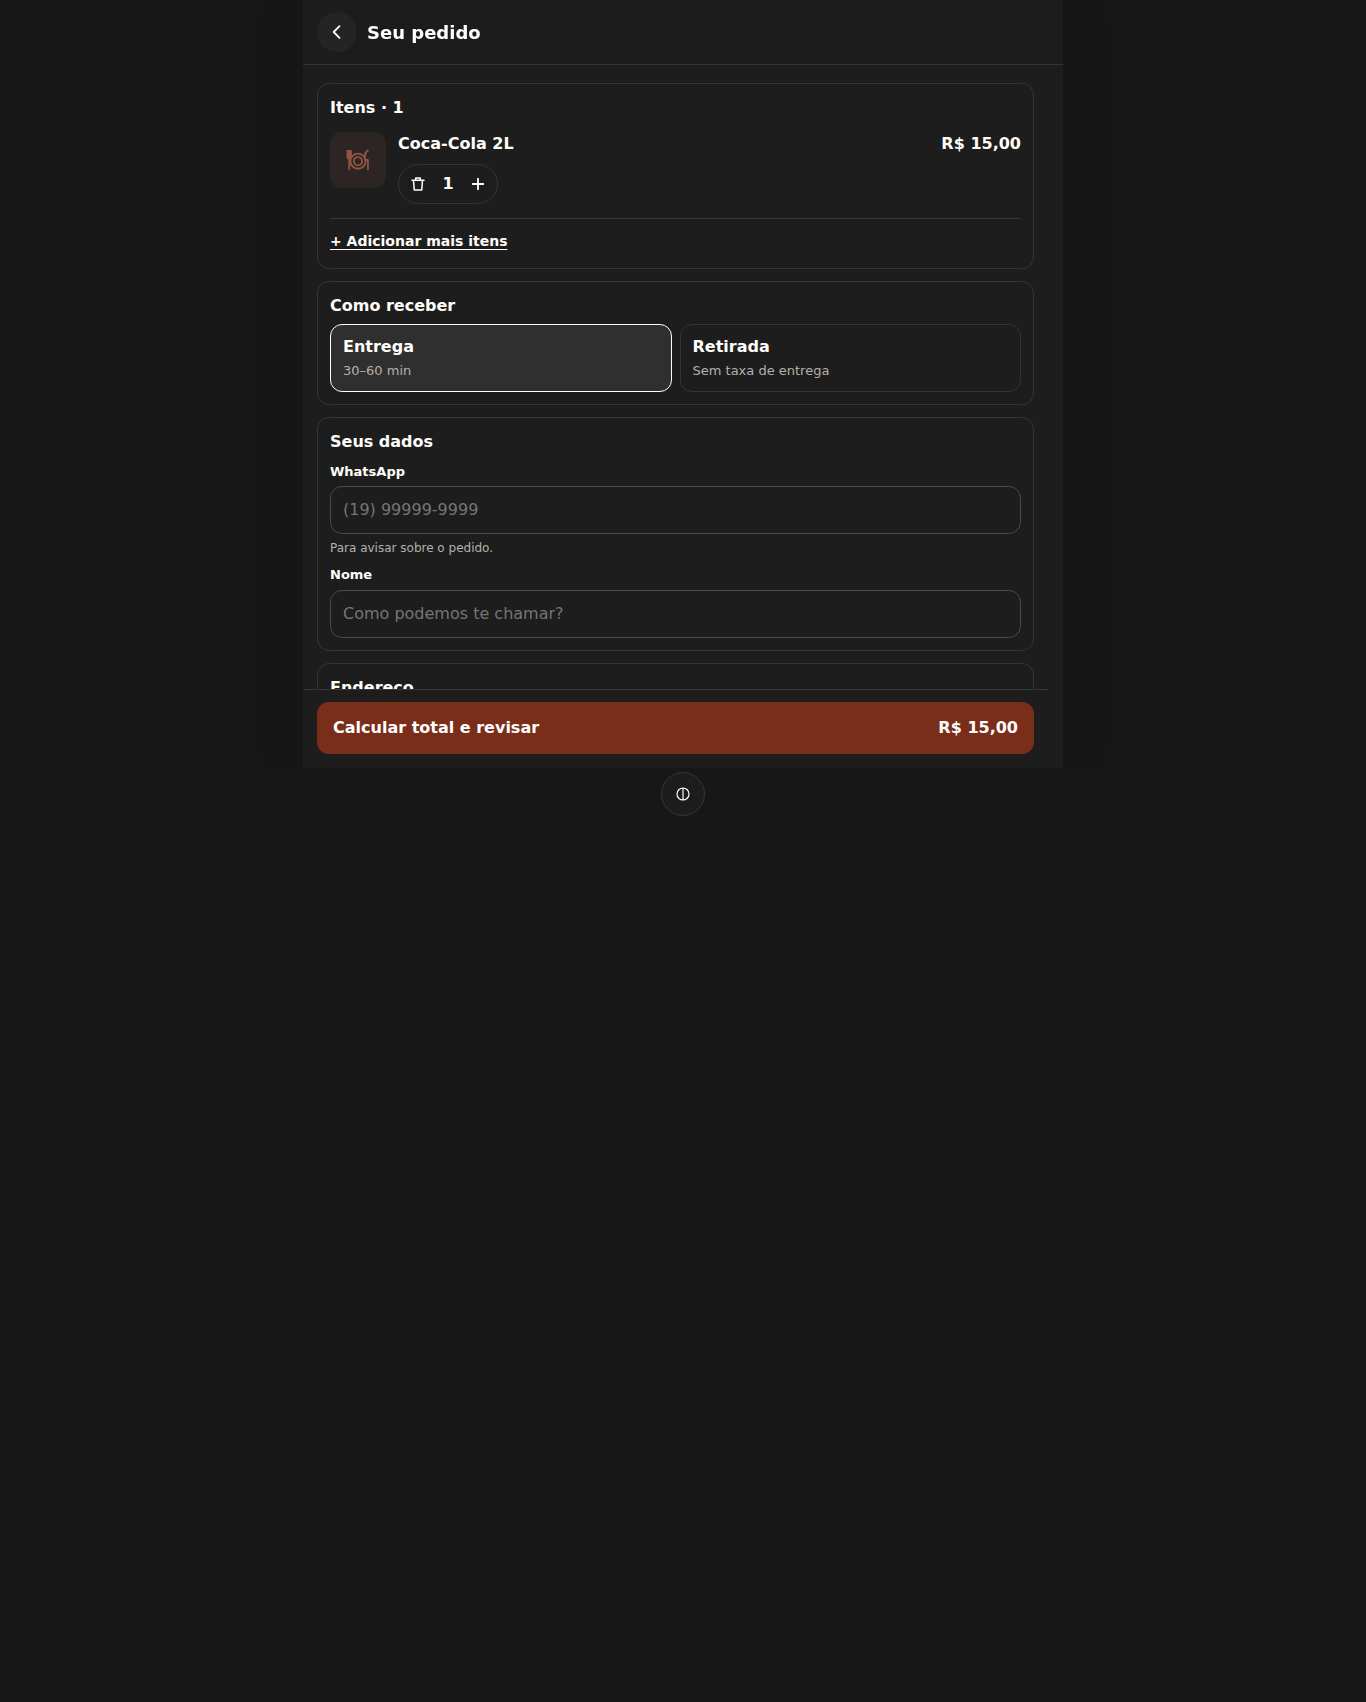 Seu pedido
Itens · 1
Coca-Cola 2L
R$ 15,00
1
+ Adicionar mais itens
Como receber
Entrega
30–60 min
Retirada
Sem taxa de entrega
Seus dados
WhatsApp
(19) 99999-9999
Para avisar sobre o pedido.
Nome
Como podemos te chamar?
Endereço
Calcular total e revisar
R$ 15,00